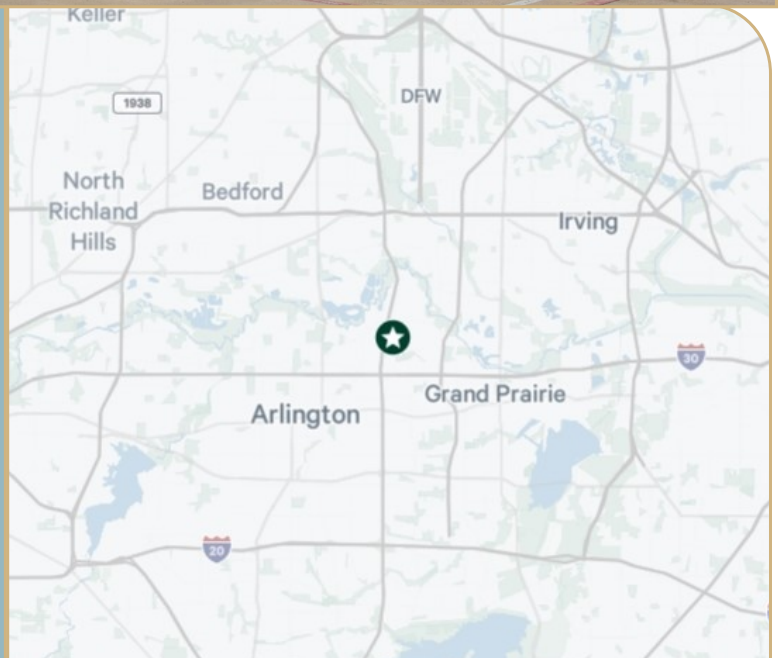 Keller
DFW
1938
North
Richland
Hills
Bedford
Irving
30
Grand Prairie
Arlington
20